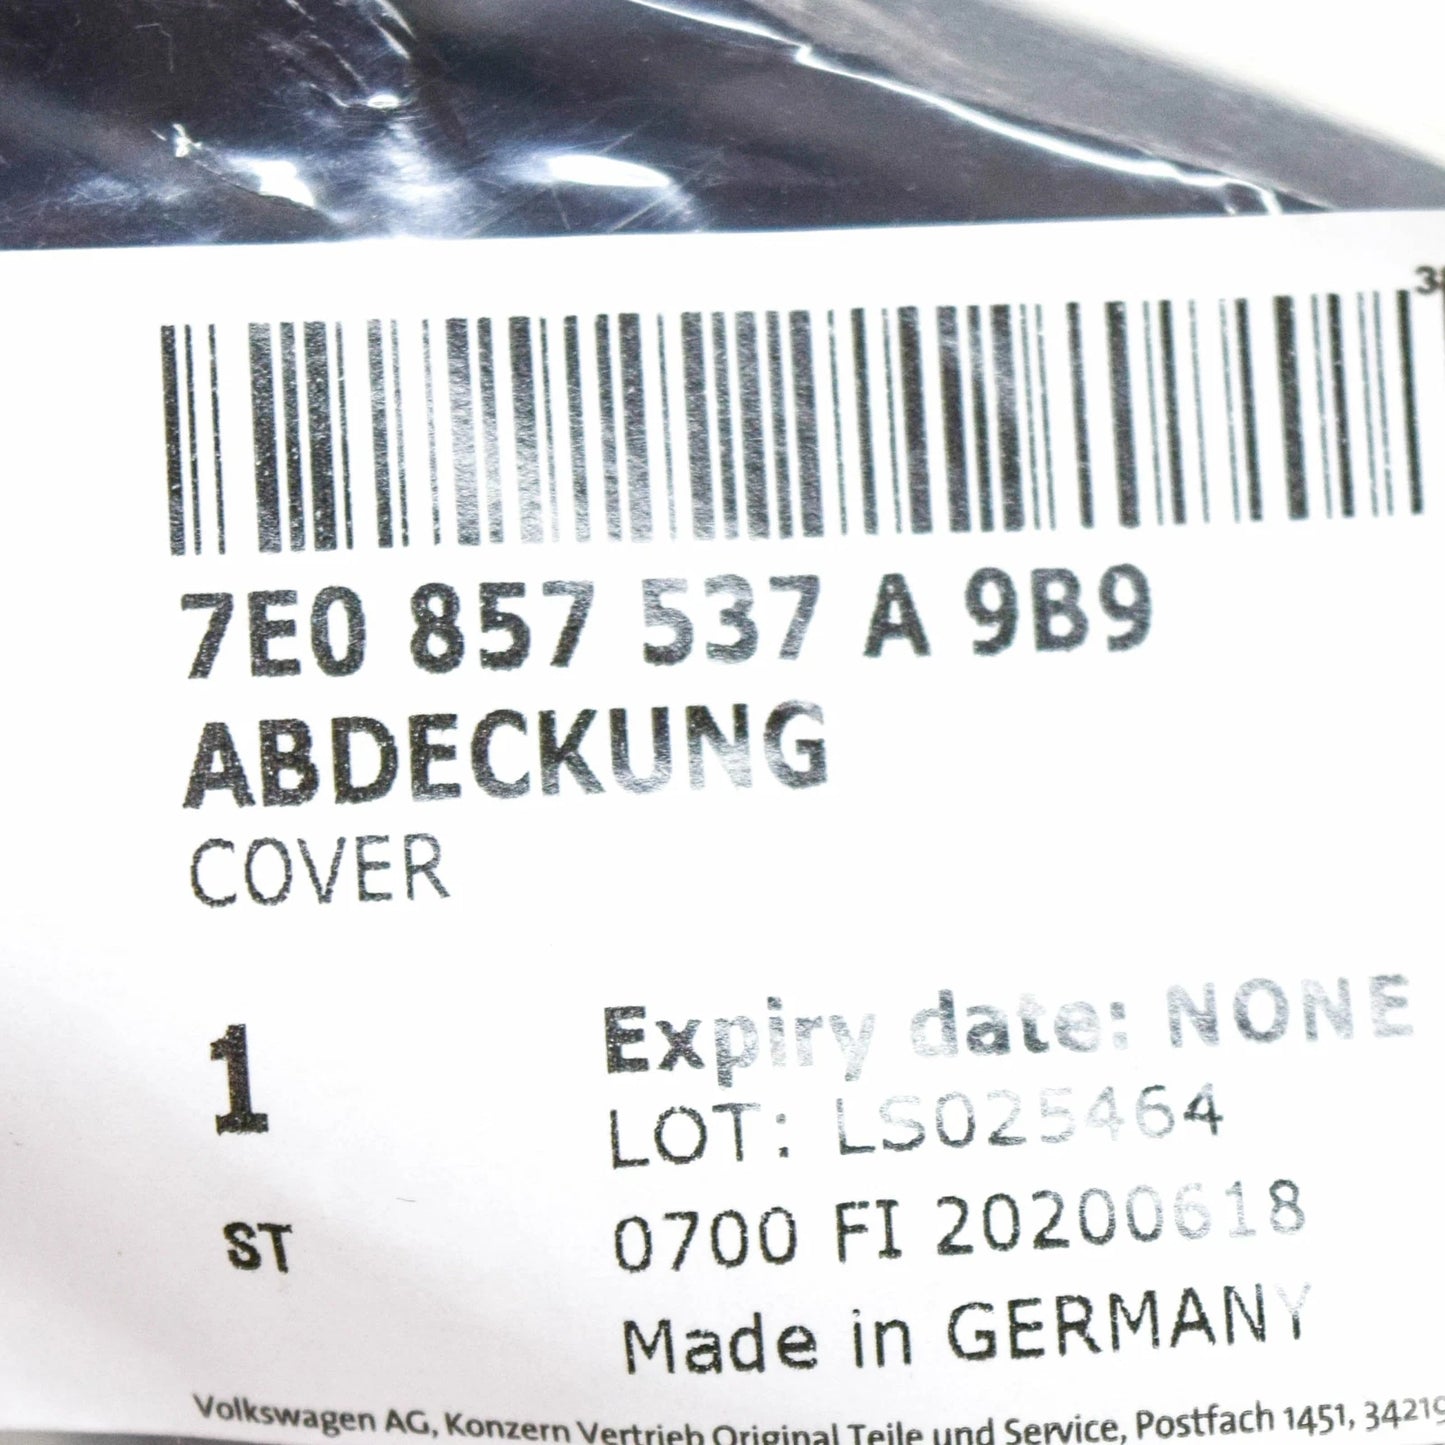 7E0 857 537 A 9B9
ABDECKUNG
COVER
1
ST
Expiry date: NONE
LOT: LS025464
0700 FI 20200618
Made in GERMANY
Volkswagen AG, Konzern Vertrieb Original Teile und Service, Postfach 1451, 34219